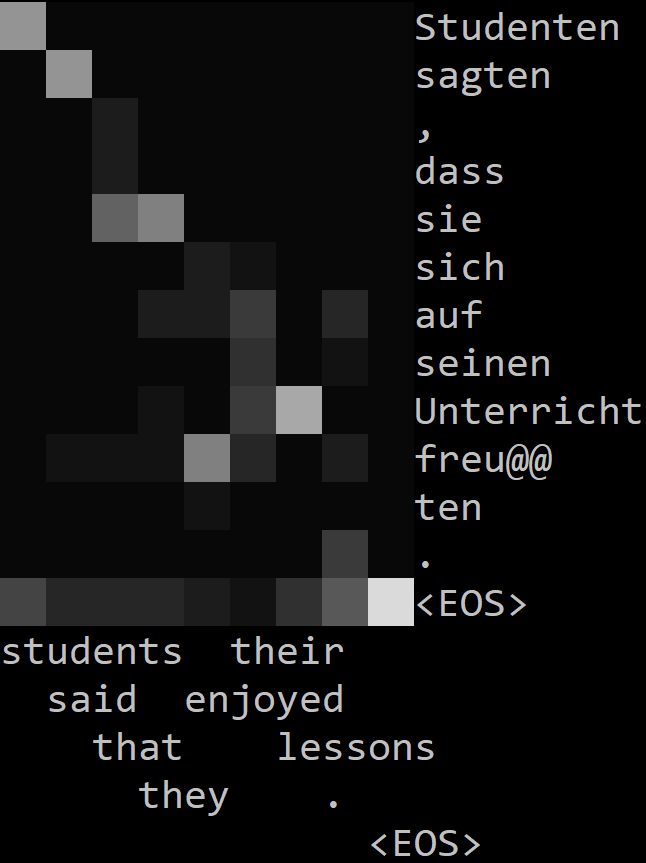 Studenten
sagten
,
dass
sie
sich
auf
seinen
Unterricht
freu@@
ten
.
<EOS>
students their
said enjoyed
that lessons
they .
<EOS>